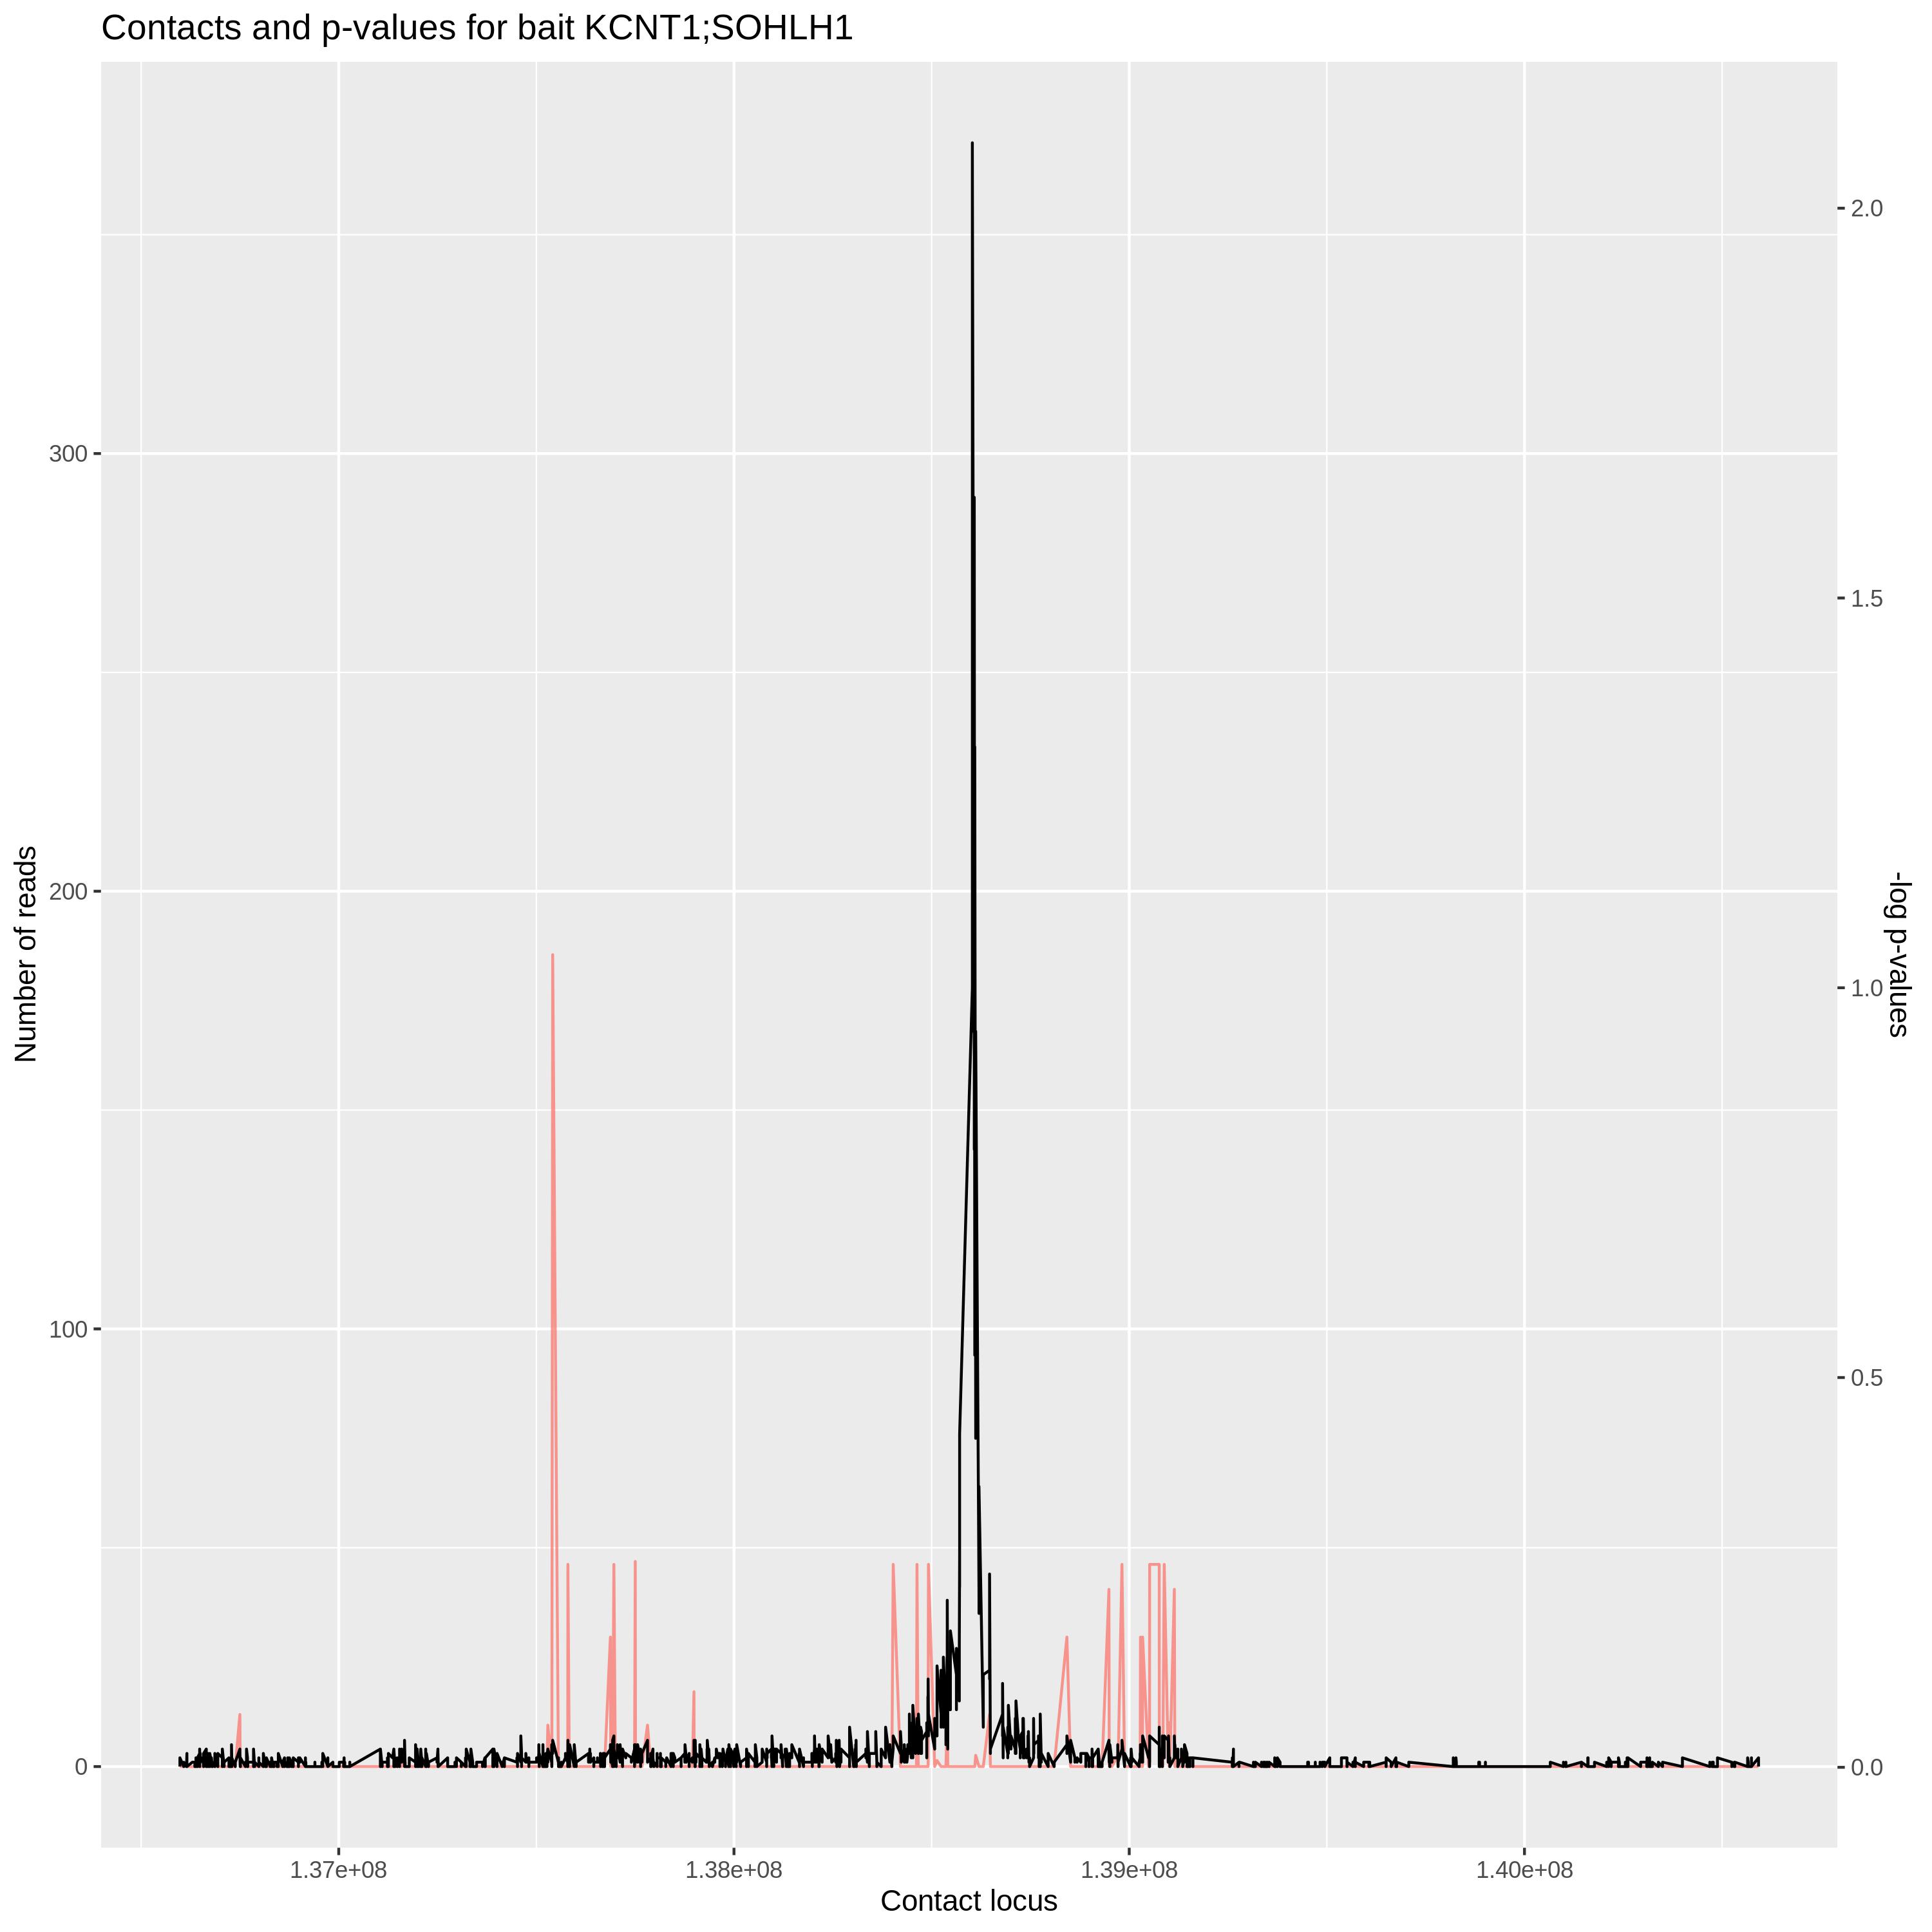 Contacts and p-values for bait KCNT1;SOHLH1
Number of reads
300
200
100
0
2.0
1.5
1.0
0.5
0.0
-log p-values
1.37e+08
1.38e+08
1.39e+08
1.40e+08
Contact locus